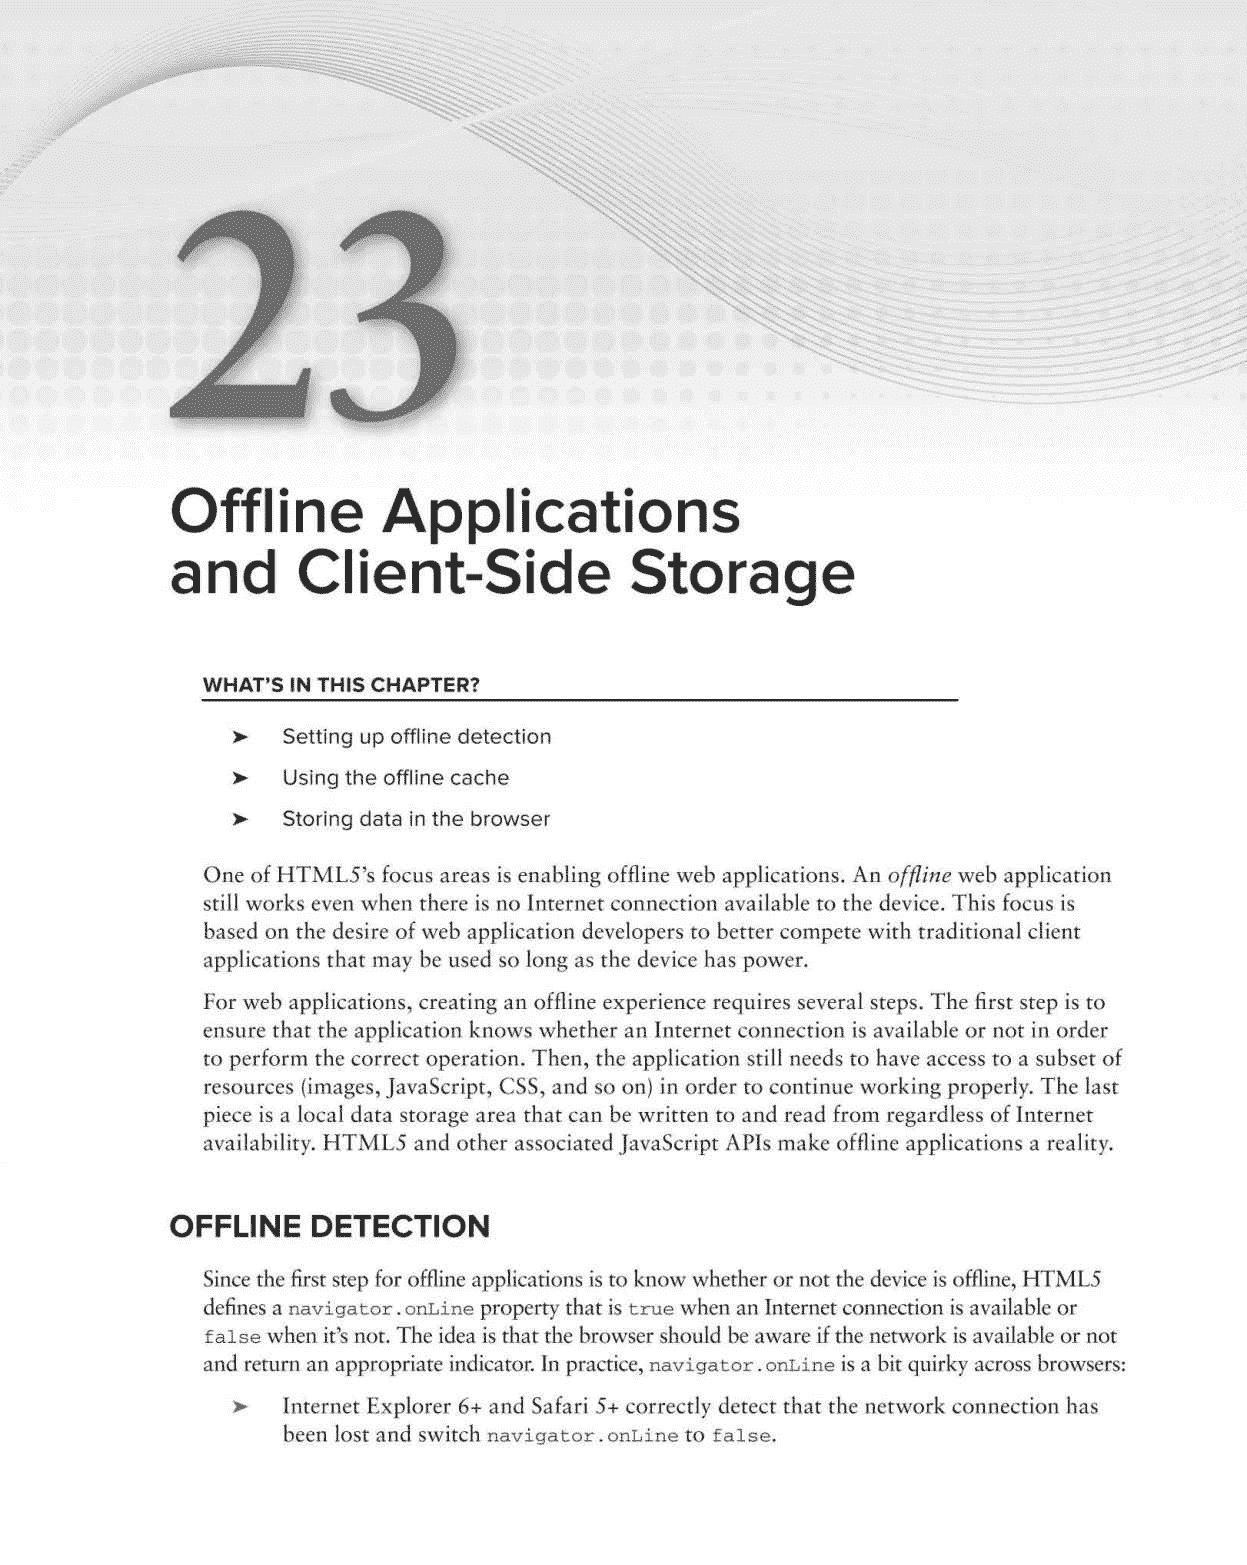 23
Offline Applications
and Client-Side Storage
WHAT'S IN THIS CHAPTER?
➤ Setting up offline detection
➤ Using the offline cache
➤ Storing data in the browser
One of HTML5's focus areas is enabling offline web applications. An offline web application
still works even when there is no Internet connection available to the device. This focus is
based on the desire of web application developers to better compete with traditional client
applications that may be used so long as the device has power.
For web applications, creating an offline experience requires several steps. The first step is to
ensure that the application knows whether an Internet connection is available or not in order
to perform the correct operation. Then, the application still needs to have access to a subset of
resources (images, JavaScript, CSS, and so on) in order to continue working properly. The last
piece is a local data storage area that can be written to and read from regardless of Internet
availability. HTML5 and other associated JavaScript APIs make offline applications a reality.
OFFLINE DETECTION
Since the first step for offline applications is to know whether or not the device is offline, HTML5
defines a navigator.onLine property that is true when an Internet connection is available or
false when it's not. The idea is that the browser should be aware if the network is available or not
and return an appropriate indicator. In practice, navigator.onLine is a bit quirky across browsers:
➤ Internet Explorer 6+ and Safari 5+ correctly detect that the network connection has
been lost and switch navigator.onLine to false.